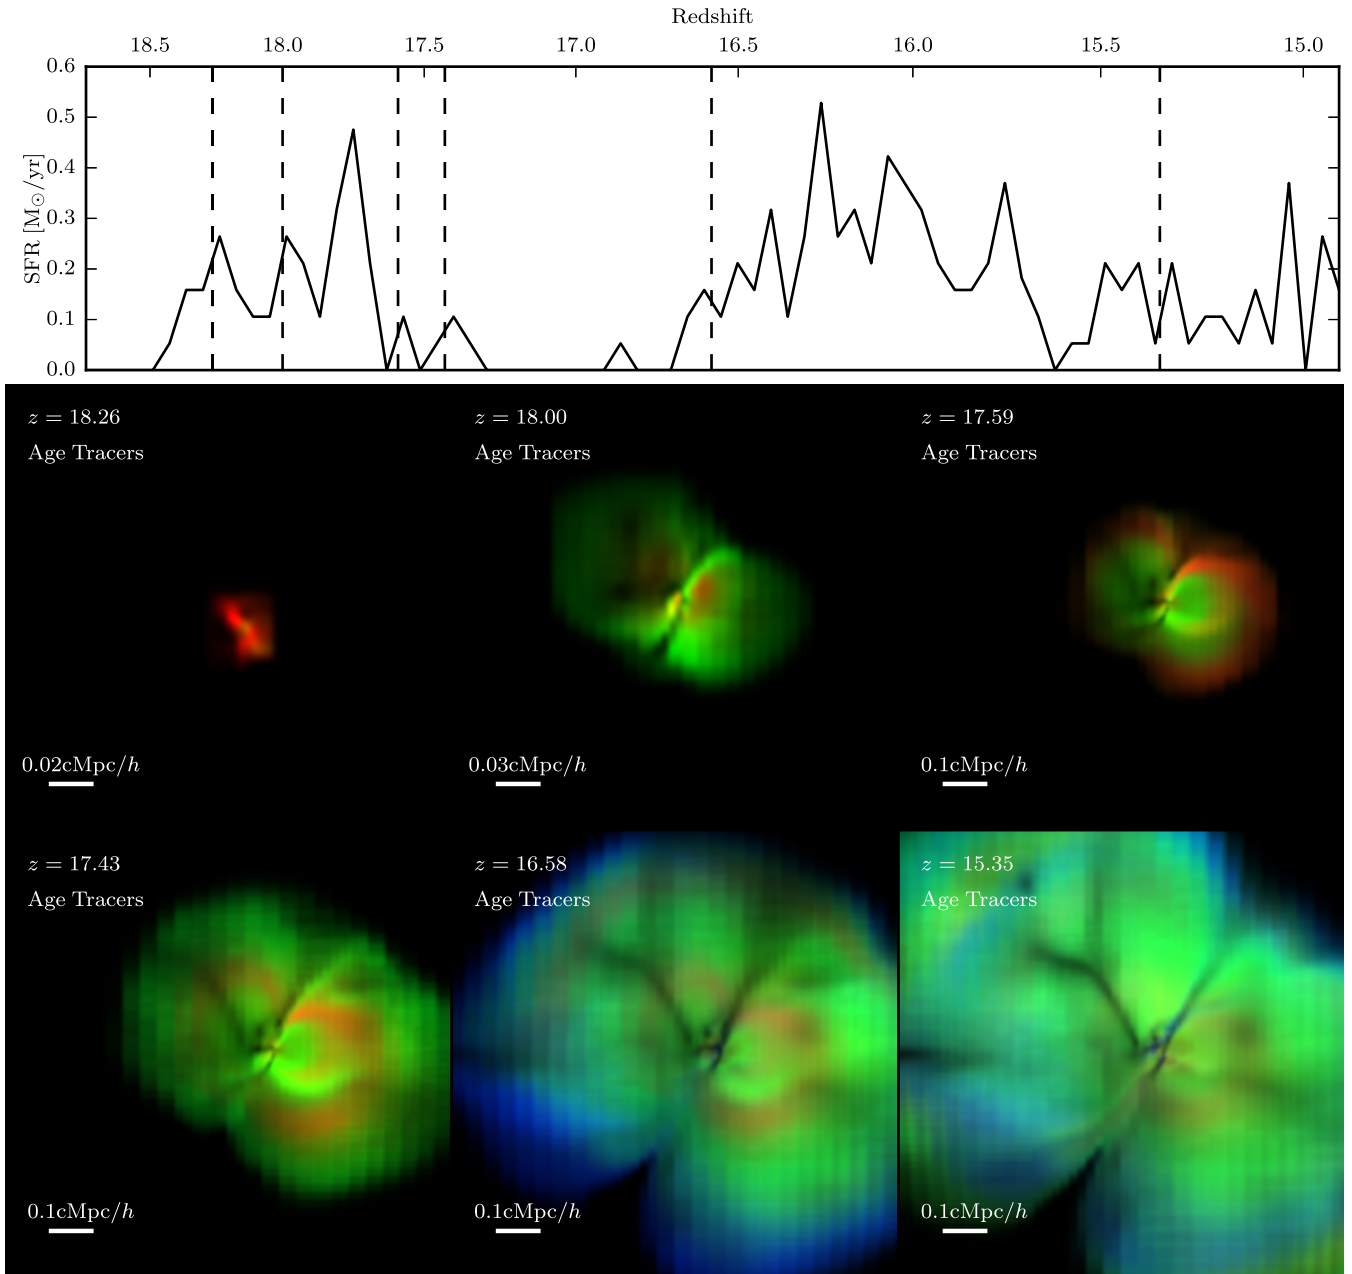 Redshift
18.5 18.0 17.5 17.0 16.5 16.0 15.5 15.0
SFR [M⊙/yr]
0.6
0.5
0.4
0.3
0.2
0.1
0.0
z = 18.26
Age Tracers
0.02cMpc/h
z = 18.00
Age Tracers
0.03cMpc/h
z = 17.59
Age Tracers
0.1cMpc/h
z = 17.43
Age Tracers
0.1cMpc/h
z = 16.58
Age Tracers
0.1cMpc/h
z = 15.35
Age Tracers
0.1cMpc/h